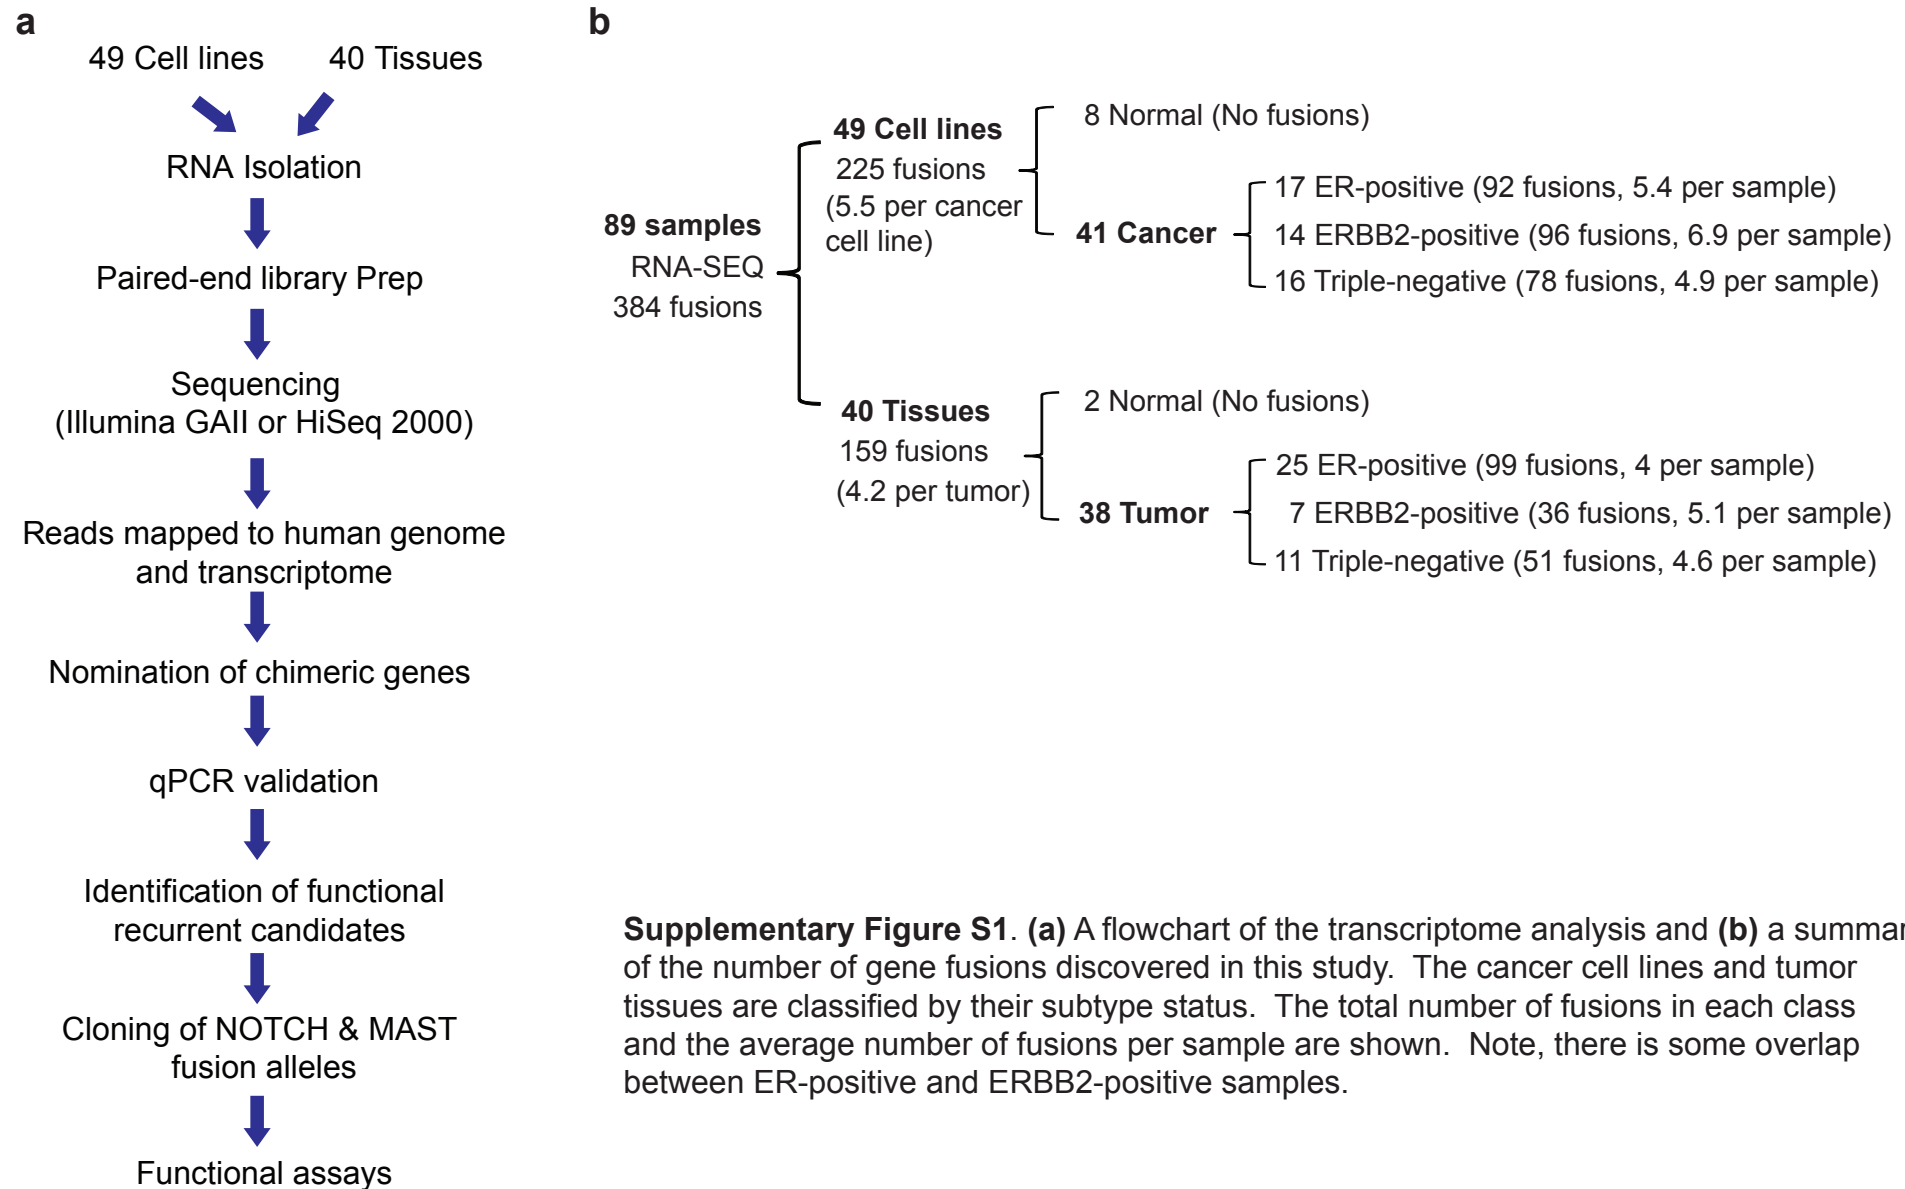 a
49 Cell lines
40 Tissues
RNA Isolation
Paired-end library Prep
Sequencing
(Illumina GAII or HiSeq 2000)
Reads mapped to human genome
and transcriptome
Nomination of chimeric genes
qPCR validation
Identification of functional
recurrent candidates
Cloning of NOTCH & MAST
fusion alleles
Functional assays
b
89 samples
RNA-SEQ
384 fusions
49 Cell lines
225 fusions
(5.5 per cancer
cell line)
8 Normal (No fusions)
41 Cancer
17 ER-positive (92 fusions, 5.4 per sample)
14 ERBB2-positive (96 fusions, 6.9 per sample)
16 Triple-negative (78 fusions, 4.9 per sample)
40 Tissues
159 fusions
(4.2 per tumor)
2 Normal (No fusions)
38 Tumor
25 ER-positive (99 fusions, 4 per sample)
7 ERBB2-positive (36 fusions, 5.1 per sample)
11 Triple-negative (51 fusions, 4.6 per sample)
Supplementary Figure S1. (a) A flowchart of the transcriptome analysis and (b) a summar
of the number of gene fusions discovered in this study. The cancer cell lines and tumor
tissues are classified by their subtype status. The total number of fusions in each class
and the average number of fusions per sample are shown. Note, there is some overlap
between ER-positive and ERBB2-positive samples.